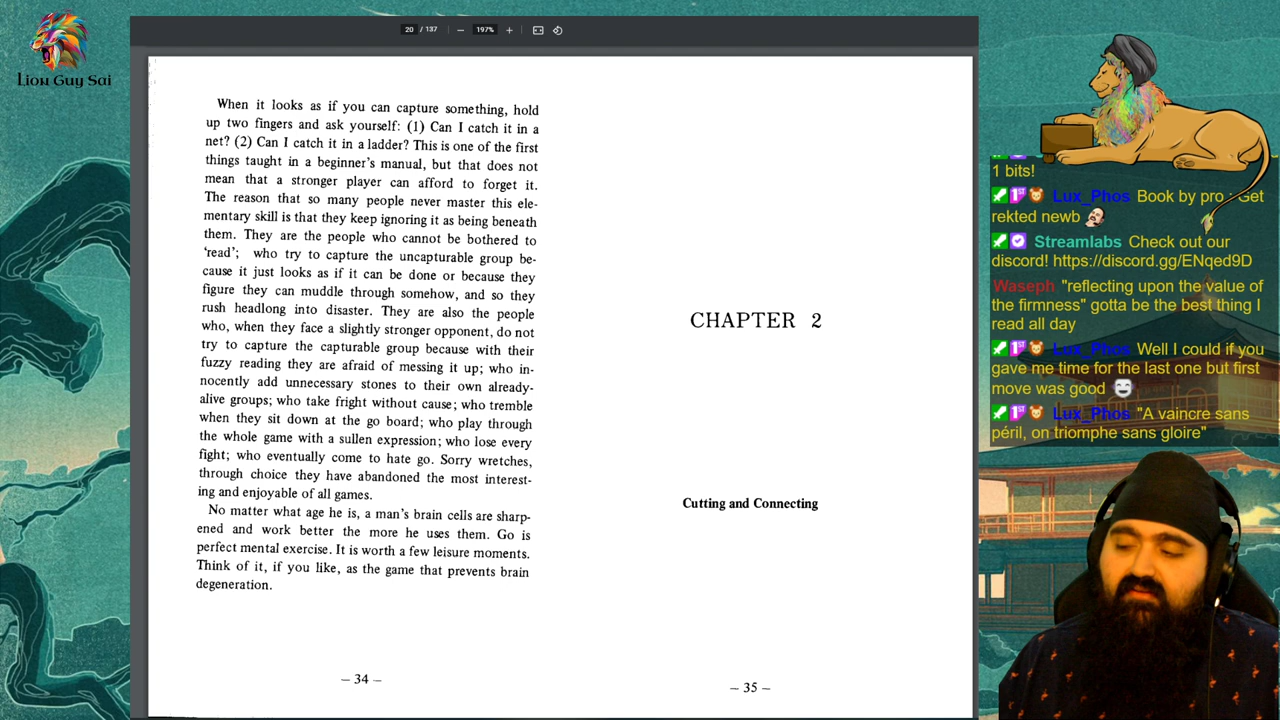 Lion Guy Sai
20 / 137
197%
When it looks as if you can capture something, hold
up two fingers and ask yourself: (1) Can I catch it in a
net? (2) Can I catch it in a ladder? This is one of the first
things taught in a beginner's manual, but that does not
mean that a stronger player can afford to forget it.
The reason that so many people never master this ele-
mentary skill is that they keep ignoring it as being beneath
them. They are the people who cannot be bothered to
'read'; who try to capture the uncapturable group be-
cause it just looks as if it can be done or because they
figure they can muddle through somehow, and so they
rush headlong into disaster. They are also the people
who, when they face a slightly stronger opponent, do not
try to capture the capturable group because with their
fuzzy reading they are afraid of messing it up; who in-
nocently add unnecessary stones to their own already-
alive groups; who take fright without cause; who tremble
when they sit down at the go board; who play through
the whole game with a sullen expression; who lose every
fight; who eventually come to hate go. Sorry wretches,
through choice they have abandoned the most interest-
ing and enjoyable of all games.
No matter what age he is, a man's brain cells are sharp-
ened and work better the more he uses them. Go is
perfect mental exercise. It is worth a few leisure moments.
Think of it, if you like, as the game that prevents brain
degeneration.
– 34 –
CHAPTER 2
Cutting and Connecting
– 35 –
1 bits!
Lux_Phos Book by pro : Get
rekted newb
Streamlabs Check out our
discord! https://discord.gg/ENqed9D
Waseph "reflecting upon the value of
the firmness" gotta be the best thing I
read all day
Lux_Phos Well I could if you
gave me time for the last one but first
move was good
Lux_Phos "A vaincre sans
péril, on triomphe sans gloire"